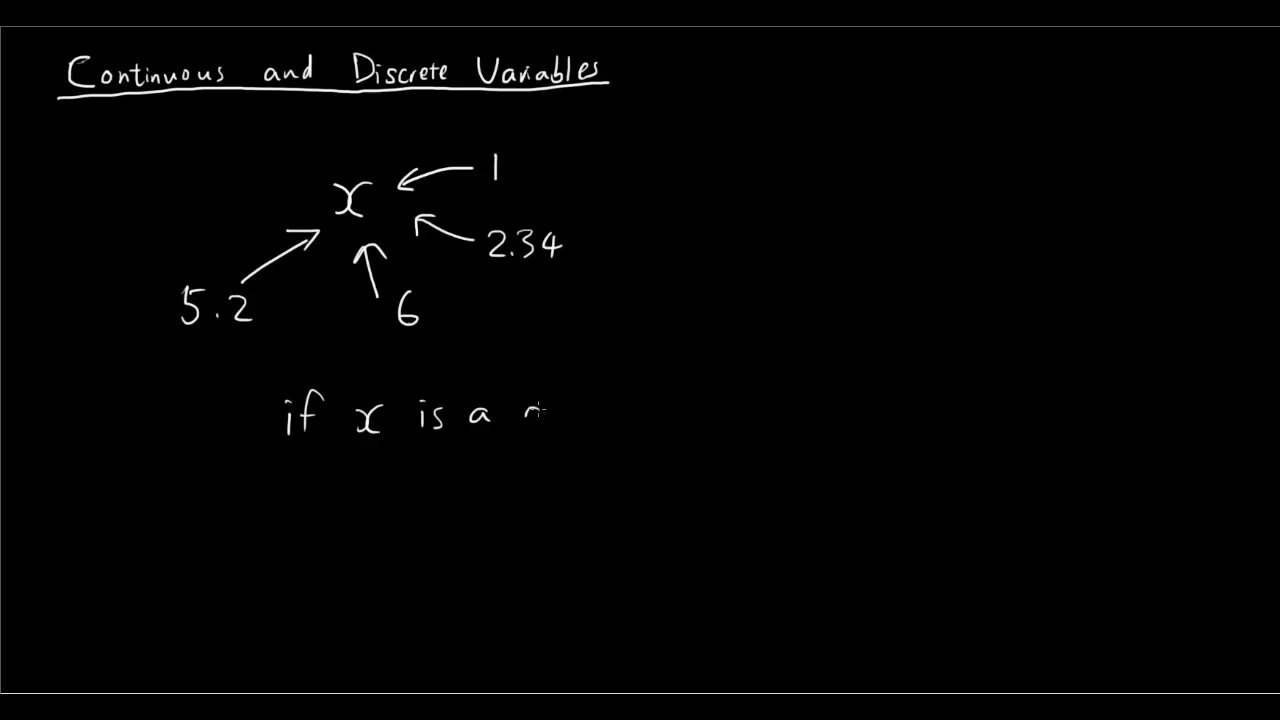 Continuous and Discrete Variables
x
1
2.34
5.2
6
if x is a